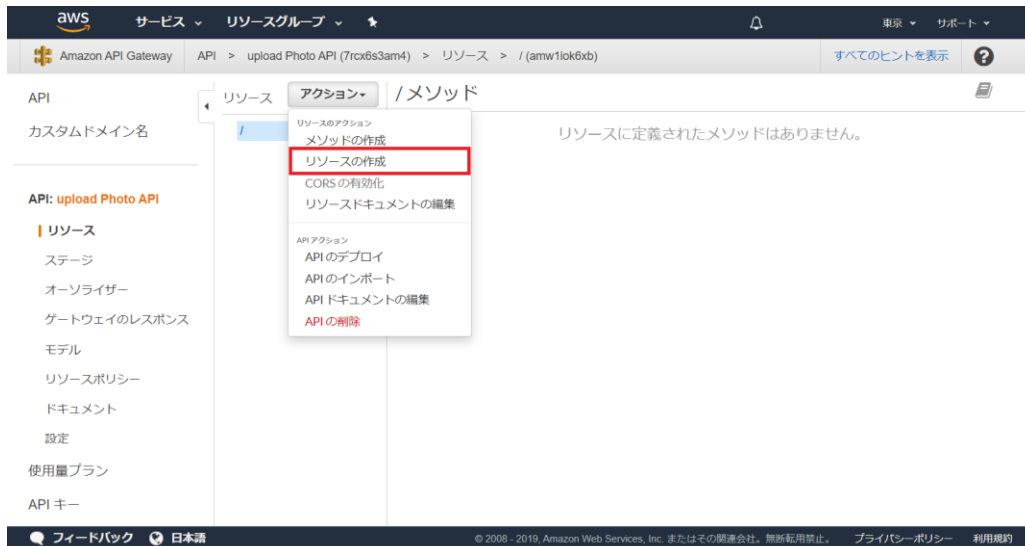 aws サービス リソースグループ 東京 サポート
Amazon API Gateway API > upload Photo API (7rcx6s3am4) > リソース > / (amw1iok6xb) すべてのヒントを表示 ?
API
カスタムドメイン名
API: upload Photo API
リソース
ステージ
オーソライザー
ゲートウェイのレスポンス
モデル
リソースポリシー
ドキュメント
設定
使用量プラン
API キー
リソース アクション / メソッド
/
リソースのアクション
メソッドの作成
リソースの作成
CORS の有効化
リソースドキュメントの編集
API アクション
API のデプロイ
API のインポート
API ドキュメントの編集
API の削除
リソースに定義されたメソッドはありません。
フィードバック 日本語 © 2008 - 2019, Amazon Web Services, Inc. またはその関連会社。無断転用禁止。 プライバシーポリシー 利用規約